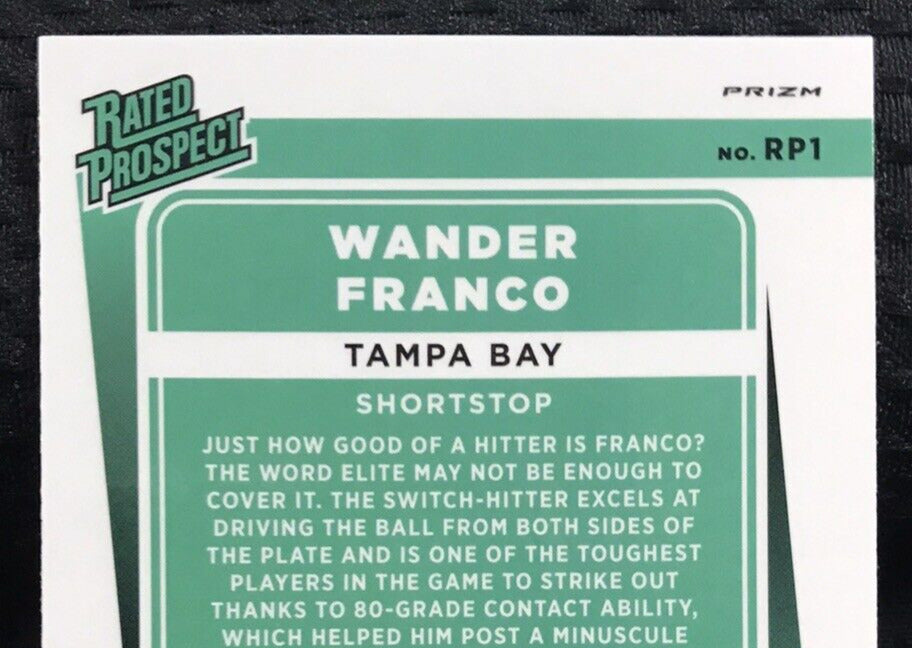 RATED
PROSPECT
PRIZM
NO. RP1
WANDER
FRANCO
TAMPA BAY
SHORTSTOP
JUST HOW GOOD OF A HITTER IS FRANCO?
THE WORD ELITE MAY NOT BE ENOUGH TO
COVER IT. THE SWITCH-HITTER EXCELS AT
DRIVING THE BALL FROM BOTH SIDES OF
THE PLATE AND IS ONE OF THE TOUGHEST
PLAYERS IN THE GAME TO STRIKE OUT
THANKS TO 80-GRADE CONTACT ABILITY,
WHICH HELPED HIM POST A MINUSCULE